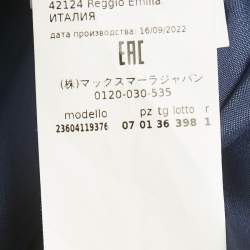 42124 Reggio Emilia
ИТАЛИЯ
дата производства: 16/09/2022
EAC
(株)マックスマーラジャパン
0120-030-535
modello pz tg lotto r
23604119376 07 01 36 398 1